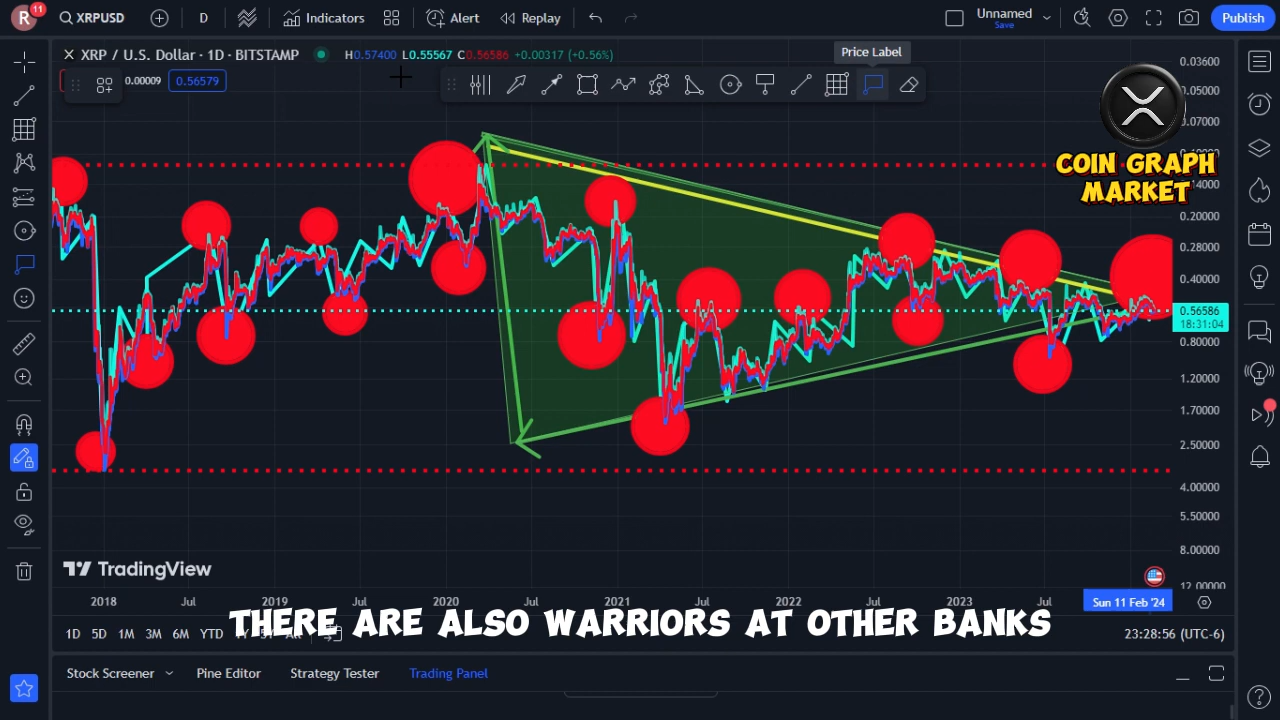 R 11 XRPUSD D Indicators Alert Replay Unnamed Save Publish
Price Label
XRP / U.S. Dollar · 1D · BITSTAMP H0.57400 L0.55567 C0.56586 +0.00317 (+0.56%)
0.00009 0.56579
0.03600
0.05000
0.07000
COIN GRAPH
MARKET
0.14000
0.20000
0.28000
0.40000
0.56586
18:31:04
0.80000
1.20000
1.70000
2.50000
4.00000
5.50000
8.00000
12.00000
TradingView
2018 Jul 2019 Jul 2020 Jul 2021 Jul 2022 Jul 2023 Jul Sun 11 Feb '24
THERE ARE ALSO WARRIORS AT OTHER BANKS
1D 5D 1M 3M 6M YTD 23:28:56 (UTC-6)
Stock Screener Pine Editor Strategy Tester Trading Panel